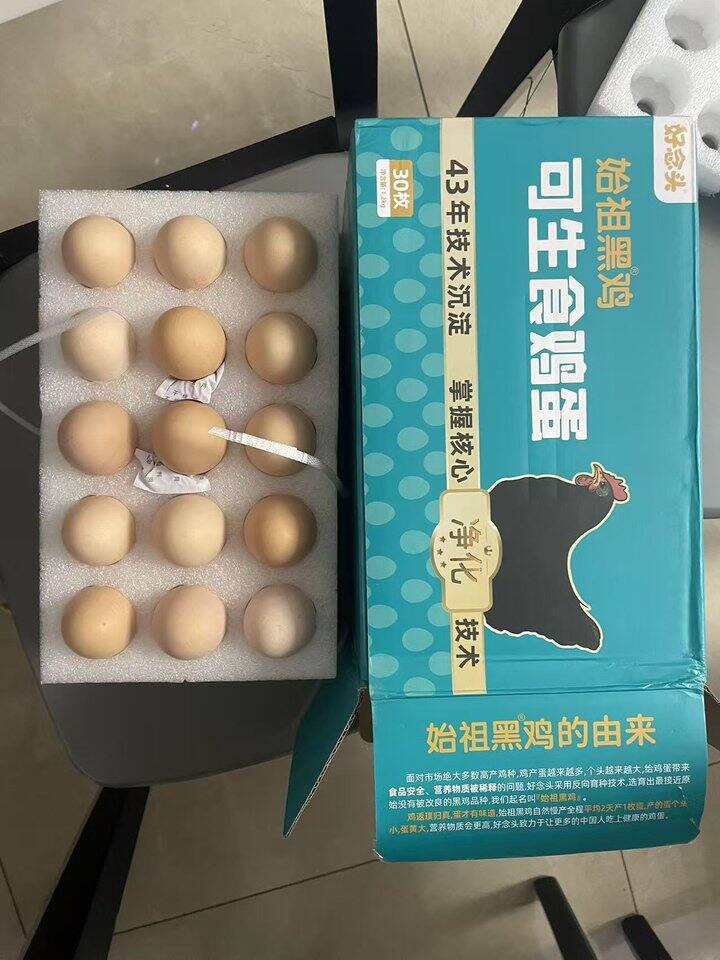 好念头
始祖黑鸡®
可生食鸡蛋
30枚
净含量:1.2kg
43年技术沉淀 掌握核心
净化
技术
始祖黑®鸡的由来
面对市场绝大多数高产鸡种,鸡产蛋越来越多,个头越来越大,给鸡蛋带来
食品安全、营养物质被稀释的问题,好念头采用反向育种技术,选育出最接近原
始没有被改良的黑鸡品种,我们起名叫『始祖黑鸡』。
鸡返璞归真,蛋才有味道,始祖黑鸡自然慢产全程平均2天产1枚蛋,产的蛋个头
小,蛋黄大,营养物质会更高,好念头致力于让更多的中国人吃上健康的鸡蛋。